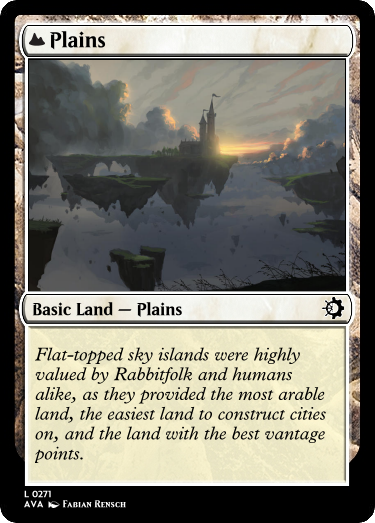 Plains
Basic Land — Plains
Flat-topped sky islands were highly
valued by Rabbitfolk and humans
alike, as they provided the most arable
land, the easiest land to construct cities
on, and the land with the best vantage
points.
L 0271
AVA Fabian Rensch